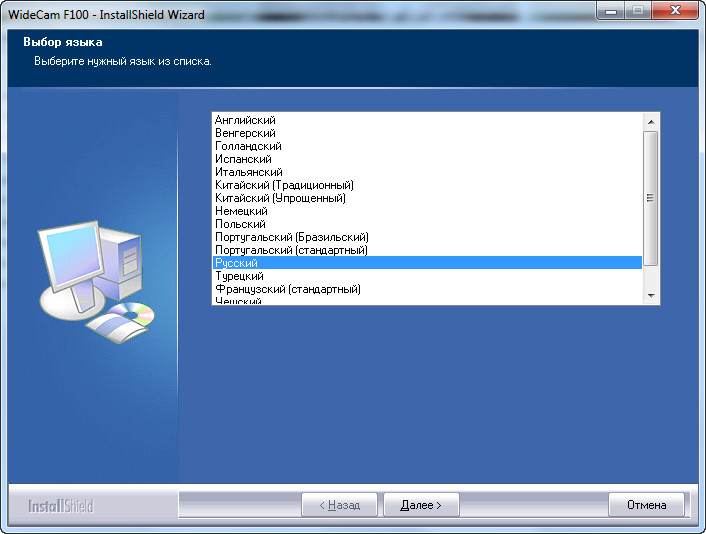 WideCam F100 - InstallShield Wizard
Выбор языка
Выберите нужный язык из списка.
Английский
Венгерский
Голландский
Испанский
Итальянский
Китайский (Традиционный)
Китайский (Упрощенный)
Немецкий
Польский
Португальский (Бразильский)
Португальский (стандартный)
Русский
Турецкий
Французский (стандартный)
Чешский
InstallShield
< Назад
Далее >
Отмена